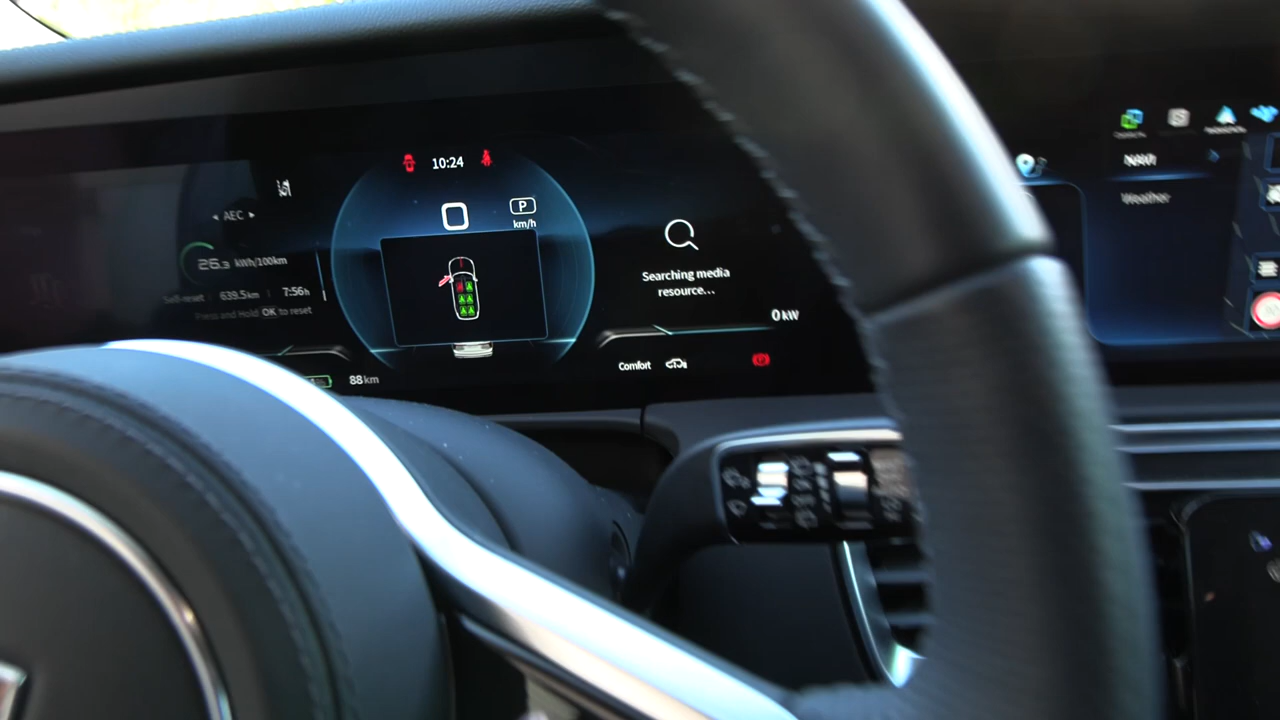 10:24
AEC
0
P
km/h
26.3 kWh/100km
Self-reset 639.5km 7:56h
Press and Hold OK to reset
Searching media
resource...
0 kW
Comfort
88km
NAVI
Weather